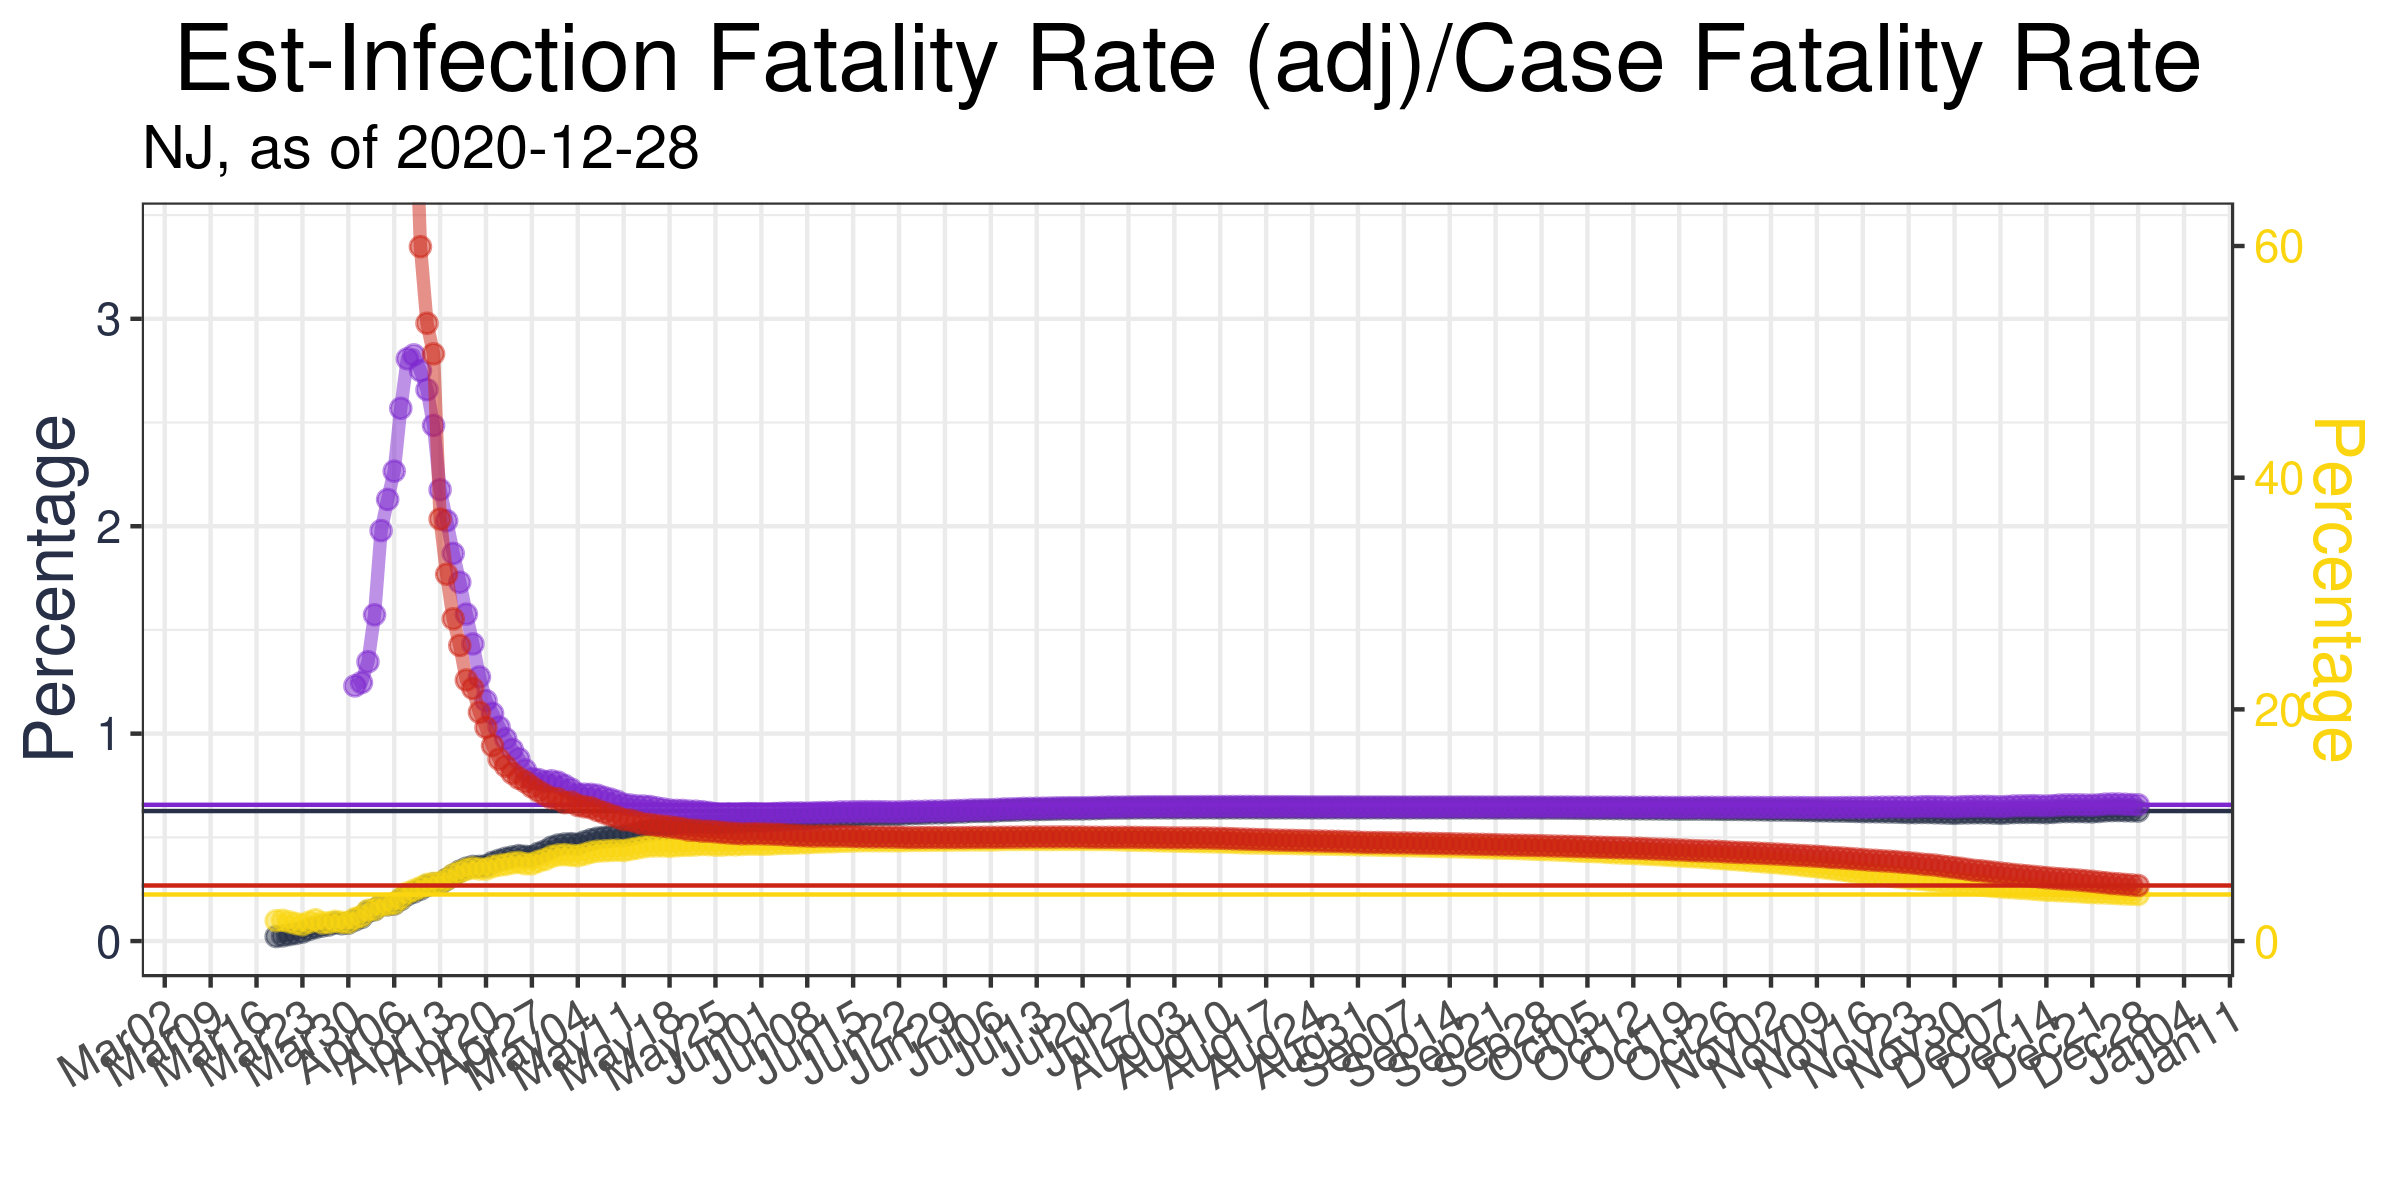 Est-Infection Fatality Rate (adj)/Case Fatality Rate
NJ, as of 2020-12-28
Percentage
3
2
1
0
60
40
20
0
Percentage
Mar02
Mar09
Mar16
Mar23
Mar30
Apr06
Apr13
Apr20
Apr27
May04
May11
May18
May25
Jun01
Jun08
Jun15
Jun22
Jun29
Jul06
Jul13
Jul20
Jul27
Aug03
Aug10
Aug17
Aug24
Aug31
Sep07
Sep14
Sep21
Sep28
Oct05
Oct12
Oct19
Oct26
Nov02
Nov09
Nov16
Nov23
Nov30
Dec07
Dec14
Dec21
Dec28
Jan04
Jan11